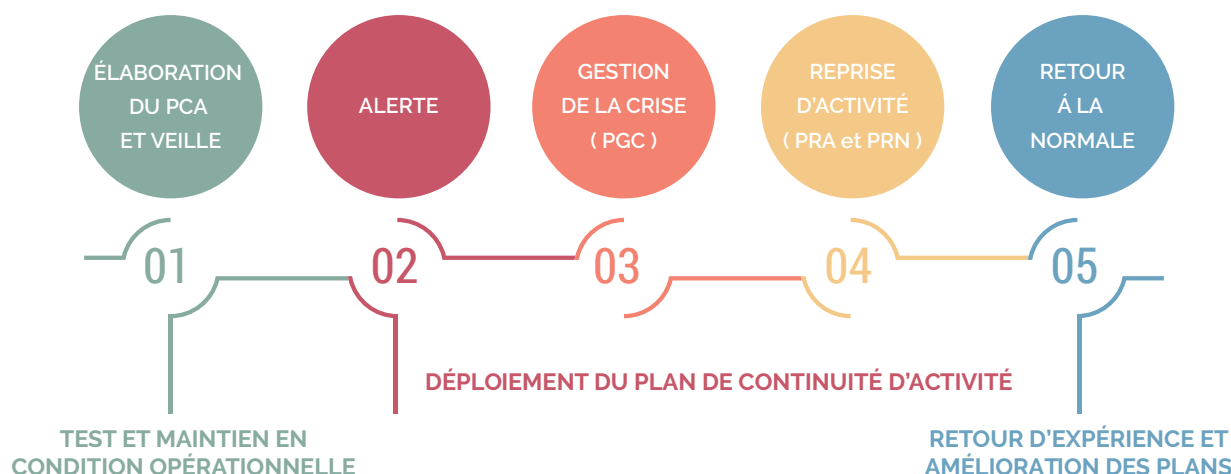 ÉLABORATION
DU PCA
ET VEILLE
ALERTE
GESTION
DE LA CRISE
( PGC )
REPRISE
D’ACTIVITÉ
( PRA et PRN )
RETOUR
Á LA
NORMALE
01
02
03
04
05
DÉPLOIEMENT DU PLAN DE CONTINUITÉ D’ACTIVITÉ
TEST ET MAINTIEN EN
CONDITION OPÉRATIONNELLE
RETOUR D’EXPÉRIENCE ET
AMÉLIORATION DES PLANS